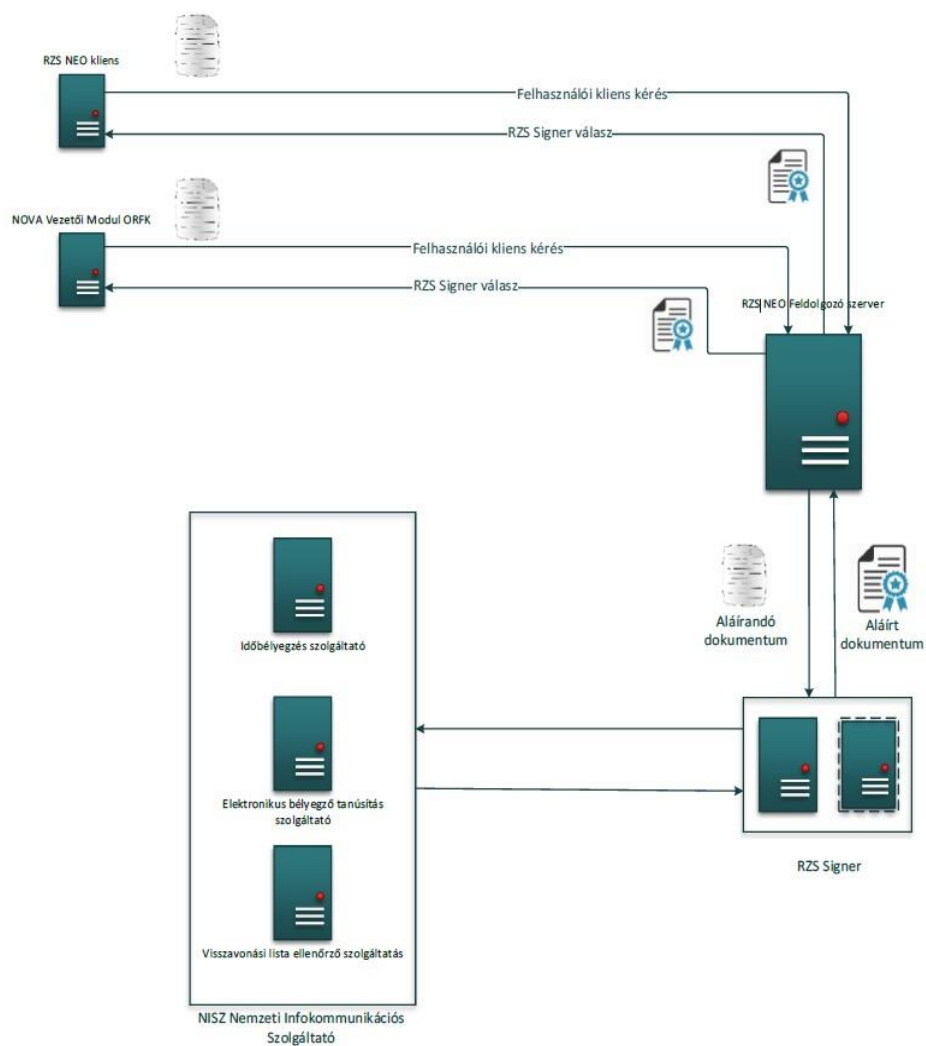 RZS NEO kliens
Felhasználói kliens kérés
RZS Signer válasz
NOVA Vezetői Modul ORFK
Felhasználói kliens kérés
RZS Signer válasz
RZS NEO Feldolgozó szerver
Aláírandó
dokumentum
Aláírt
dokumentum
Időbélyegzés szolgáltató
Elektronikus bélyegző tanúsítás
szolgáltató
Visszavonási lista ellenőrző szolgáltatás
RZS Signer
NISZ Nemzeti Infokommunikációs
Szolgáltató